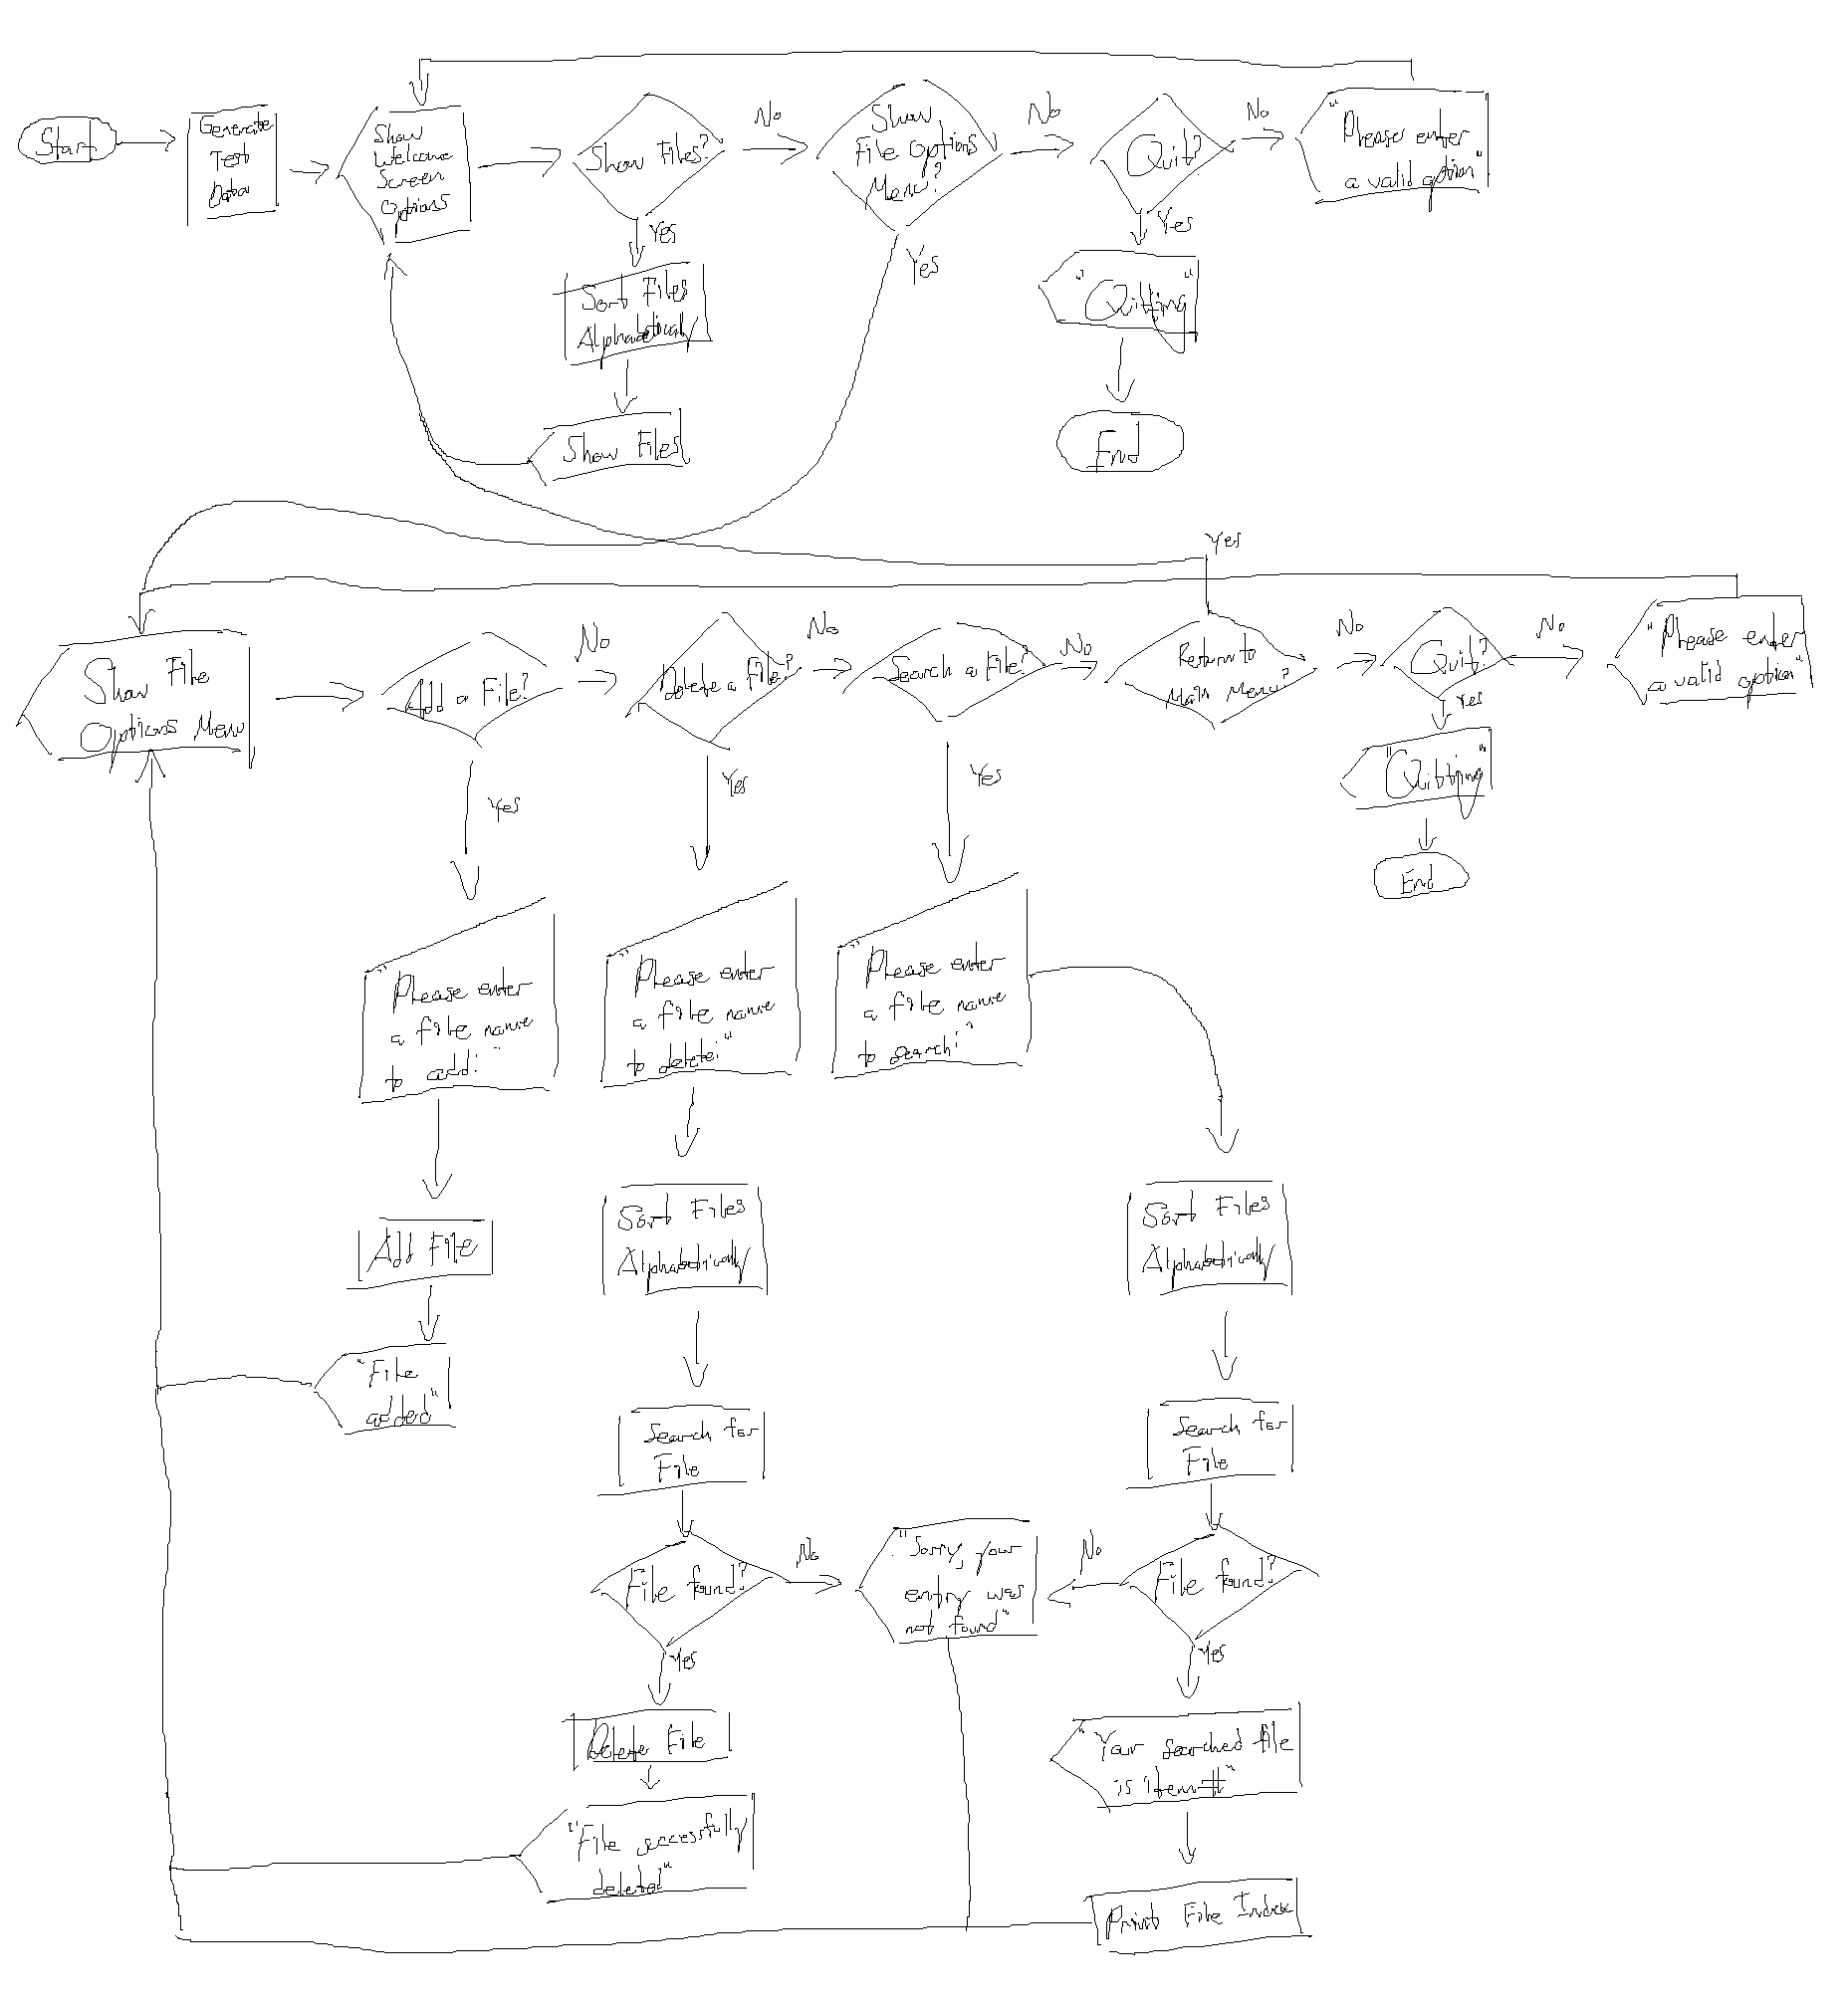 Start
Generate
Test
Data
Show
Welcome
Screen
Options
Show Files?
No
Show
File Options
Menu?
No
Quit?
No
"Please enter
a valid option"
Yes
Sort Files
Alphabetically
Show Files
Yes
Yes
"Quitting"
End
Yes
Show File
Options Menu
Add a File?
No
Delete a File?
No
Search a File?
No
Return to
Main Menu?
No
Quit?
No
"Please enter
a valid option"
Yes
Yes
Yes
Yes
"Quitting"
End
"Please enter
a file name
to add:"
"Please enter
a file name
to delete:"
"Please enter
a file name
to search:"
Add File
"File
added"
Sort Files
Alphabetically
Search for
File
File found?
No
"Sorry, your
entry was
not found"
Yes
Delete File
"File successfully
deleted"
Sort Files
Alphabetically
Search for
File
File found?
No
Yes
"Your searched file
is item #"
Print File Index